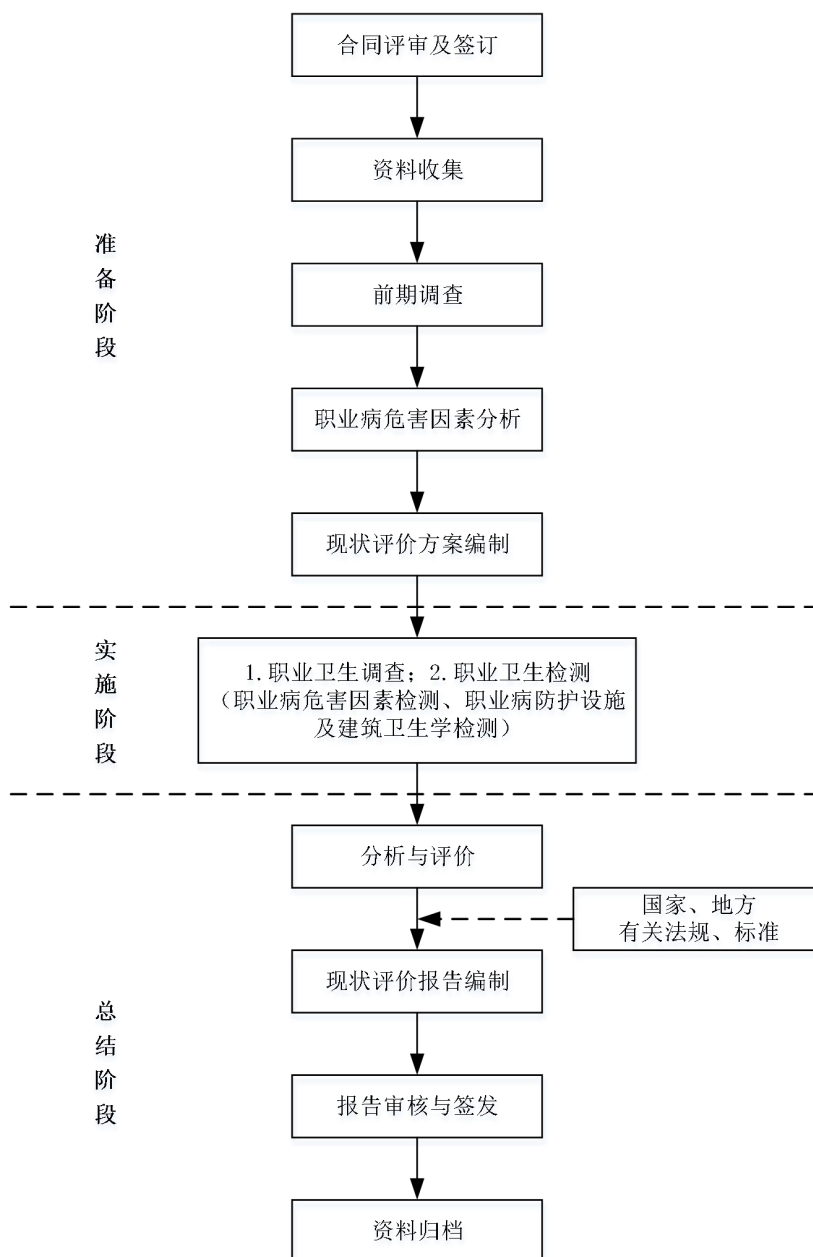 合同评审及签订
资料收集
准备阶段
前期调查
职业病危害因素分析
现状评价方案编制
实施阶段
1.职业卫生调查；2.职业卫生检测
（职业病危害因素检测、职业病防护设施
及建筑卫生学检测）
分析与评价
国家、地方
有关法规、标准
现状评价报告编制
总结阶段
报告审核与签发
资料归档